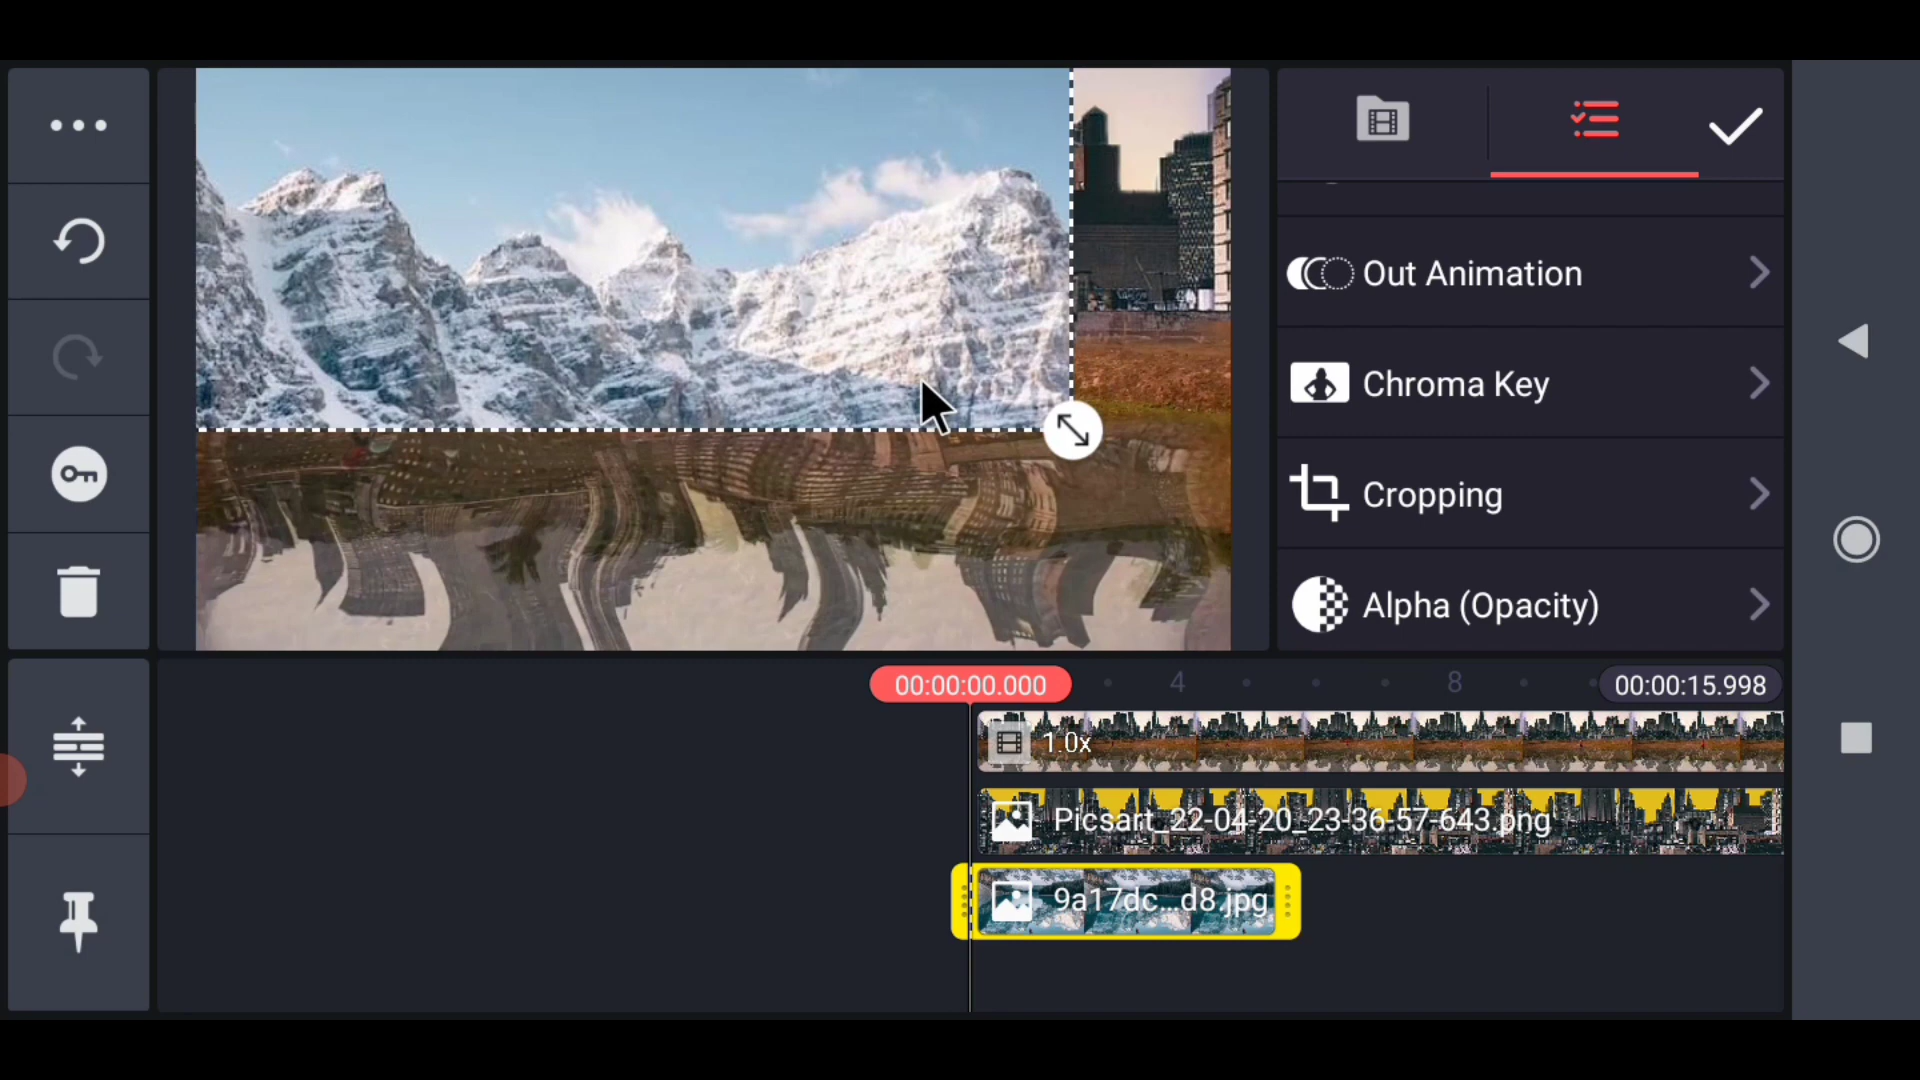 Out Animation
Chroma Key
Cropping
Alpha (Opacity)
00:00:00.000
4
8
00:00:15.998
1.0x
Picsart_22-04-20_23-36-57-643.png
9a17dc...d8.jpg